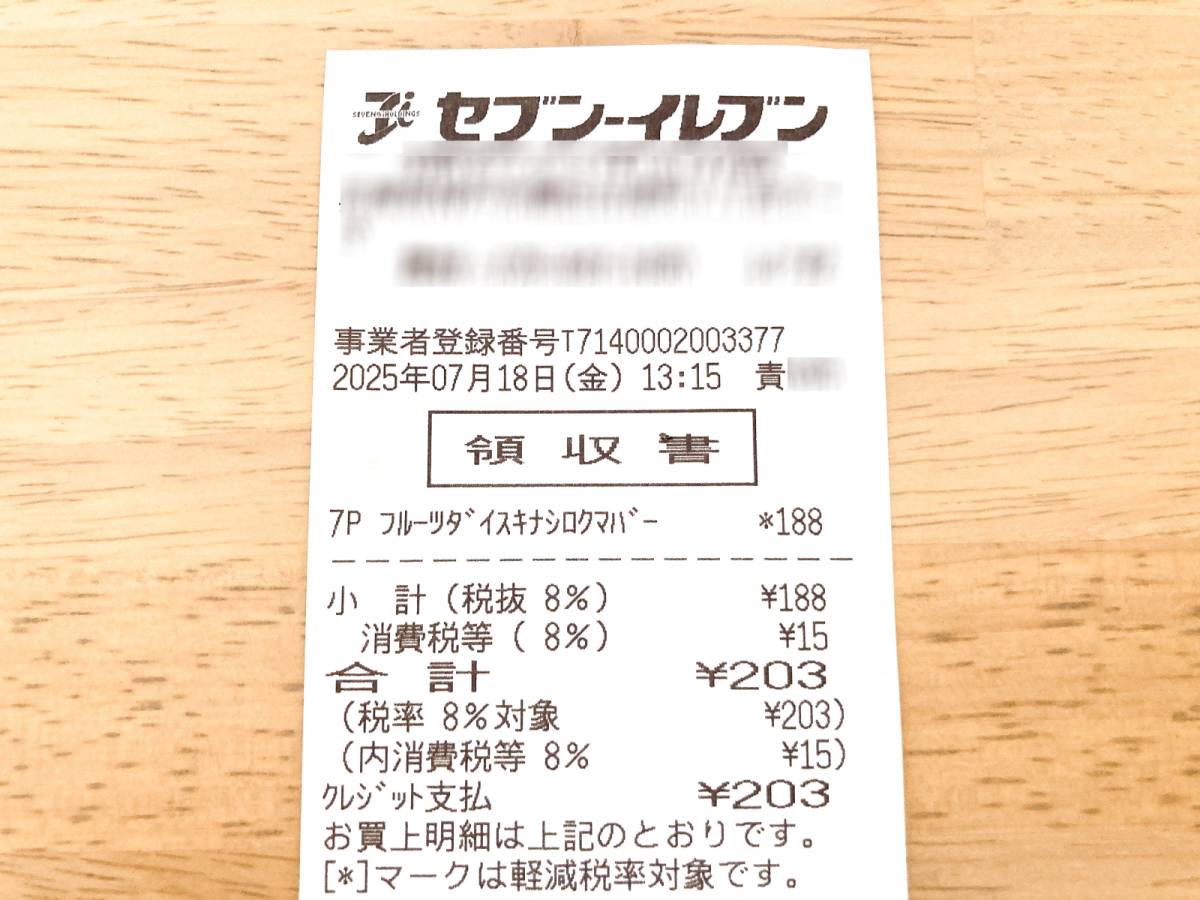 SEVEN&i HOLDINGS
セブン-イレブン
事業者登録番号T7140002003377
2025年07月18日(金) 13:15 責
領収書
7P ﾌﾙｰﾂﾀﾞｲｽｷﾅｼﾛｸﾏﾊﾞｰ *188
小 計(税抜 8%) ¥188
消費税等( 8%) ¥15
合 計 ¥203
(税率 8%対象 ¥203)
(内消費税等 8% ¥15)
ｸﾚｼﾞｯﾄ支払 ¥203
お買上明細は上記のとおりです。
[*]マークは軽減税率対象です。